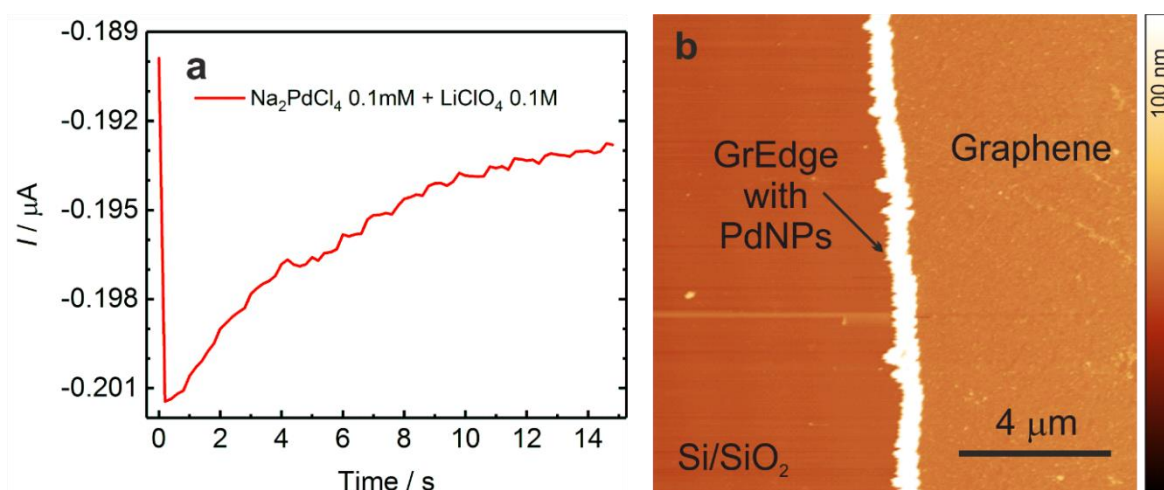 a
Na₂PdCl₄ 0.1mM + LiClO₄ 0.1M
-0.189
-0.192
-0.195
-0.198
-0.201
I / μA
0 2 4 6 8 10 12 14
Time / s
b
GrEdge
with
PdNPs
Graphene
Si/SiO₂
4 μm
100 nm